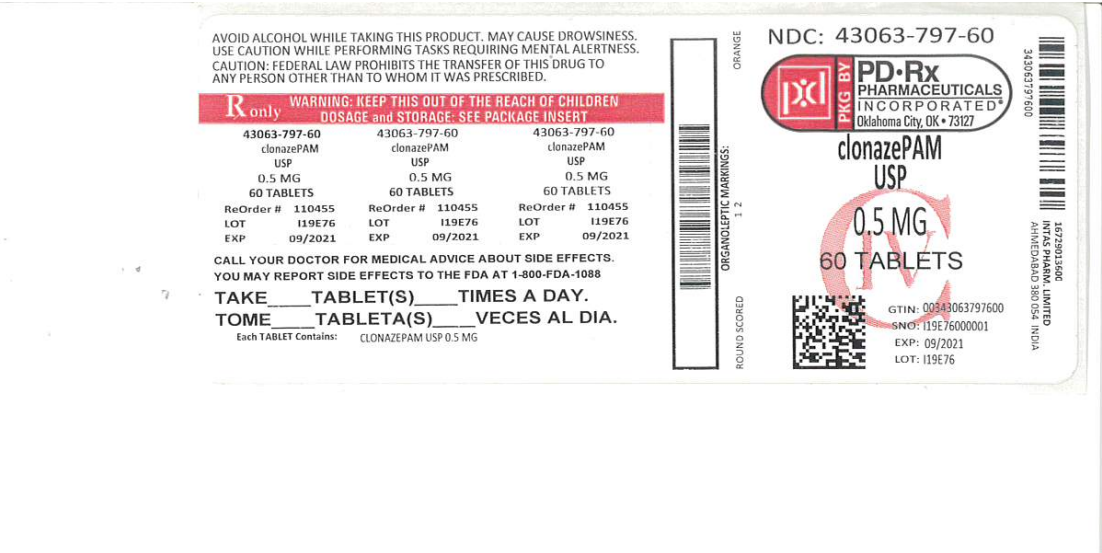 AVOID ALCOHOL WHILE TAKING THIS PRODUCT. MAY CAUSE DROWSINESS.
USE CAUTION WHILE PERFORMING TASKS REQUIRING MENTAL ALERTNESS.
CAUTION: FEDERAL LAW PROHIBITS THE TRANSFER OF THIS DRUG TO
ANY PERSON OTHER THAN TO WHOM IT WAS PRESCRIBED.
Rx only WARNING: KEEP THIS OUT OF THE REACH OF CHILDREN
DOSAGE and STORAGE: SEE PACKAGE INSERT
43063-797-60 43063-797-60 43063-797-60
clonazePAM clonazePAM clonazePAM
USP USP USP
0.5 MG 0.5 MG 0.5 MG
60 TABLETS 60 TABLETS 60 TABLETS
ReOrder # 110455 ReOrder # 110455 ReOrder # 110455
LOT I19E76 LOT I19E76 LOT I19E76
EXP 09/2021 EXP 09/2021 EXP 09/2021
CALL YOUR DOCTOR FOR MEDICAL ADVICE ABOUT SIDE EFFECTS.
YOU MAY REPORT SIDE EFFECTS TO THE FDA AT 1-800-FDA-1088
TAKE____TABLET(S)____TIMES A DAY.
TOME____TABLETA(S)____VECES AL DIA.
Each TABLET Contains: CLONAZEPAM USP 0.5 MG
ORGANOLEPTIC MARKINGS:
1 2
ROUND SCORED
ORANGE
NDC: 43063-797-60
PKG BY
PD·Rx
PHARMACEUTICALS
INCORPORATED®
Oklahoma City, OK • 73127
clonazePAM
USP
0.5 MG
60 TABLETS
CIV
GTIN: 00343063797600
SNO: I19E76000001
EXP: 09/2021
LOT: I19E76
343063797600
16729013600
INTAS PHARM. LIMITED
AHMEDABAD 380 054 INDIA